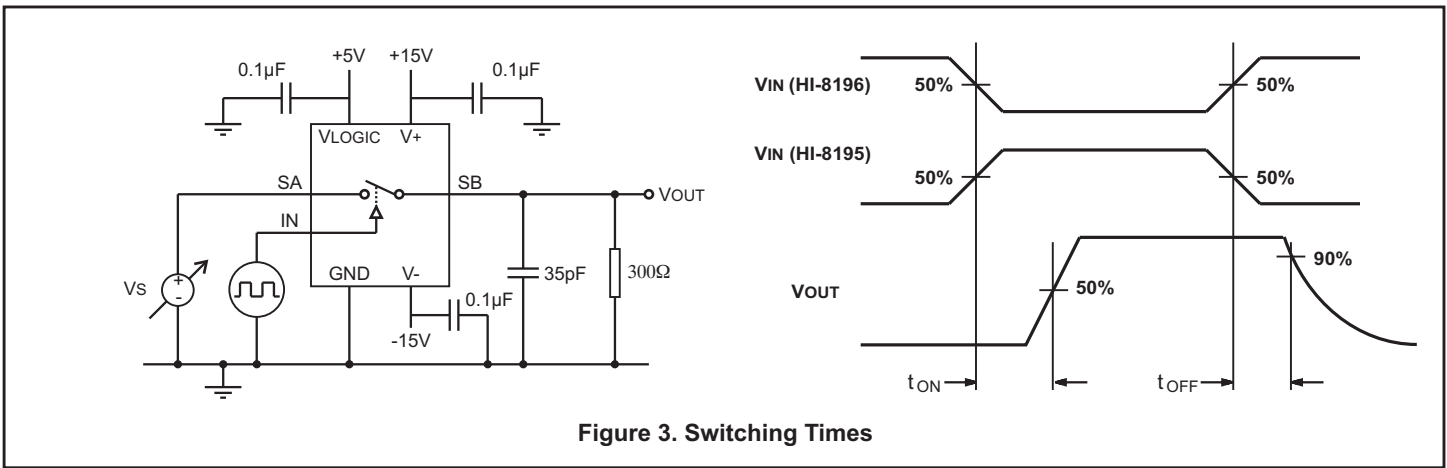 +5V +15V
0.1µF 0.1µF
VLOGIC V+
SA SB VOUT
IN
VS + -
GND V- 35pF 300Ω
0.1µF
-15V
VIN (HI-8196) 50% 50%
VIN (HI-8195) 50% 50%
VOUT 50% 90%
tON tOFF
Figure 3. Switching Times